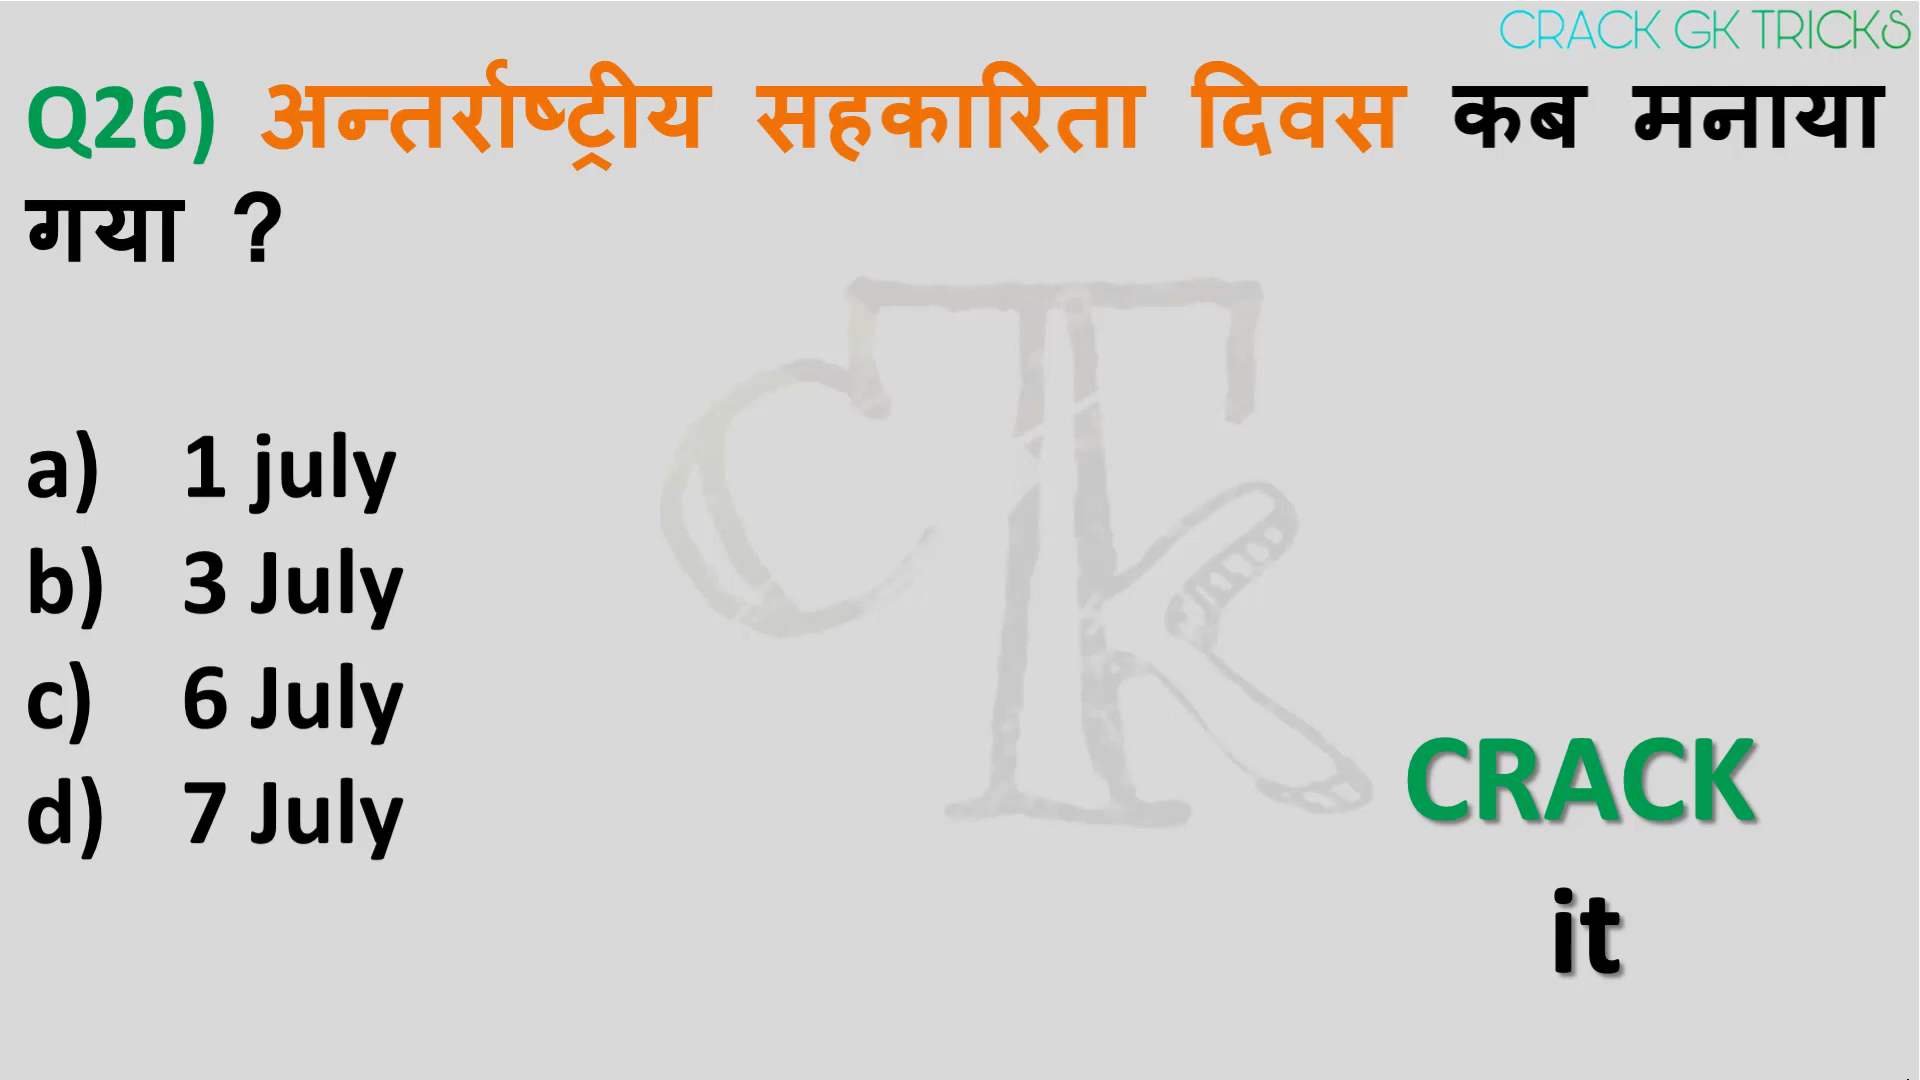 CRACK GK TRICKS
Q26) अन्तर्राष्ट्रीय सहकारिता दिवस कब मनाया
गया ?
a) 1 july
b) 3 July
c) 6 July
d) 7 July
CRACK
it